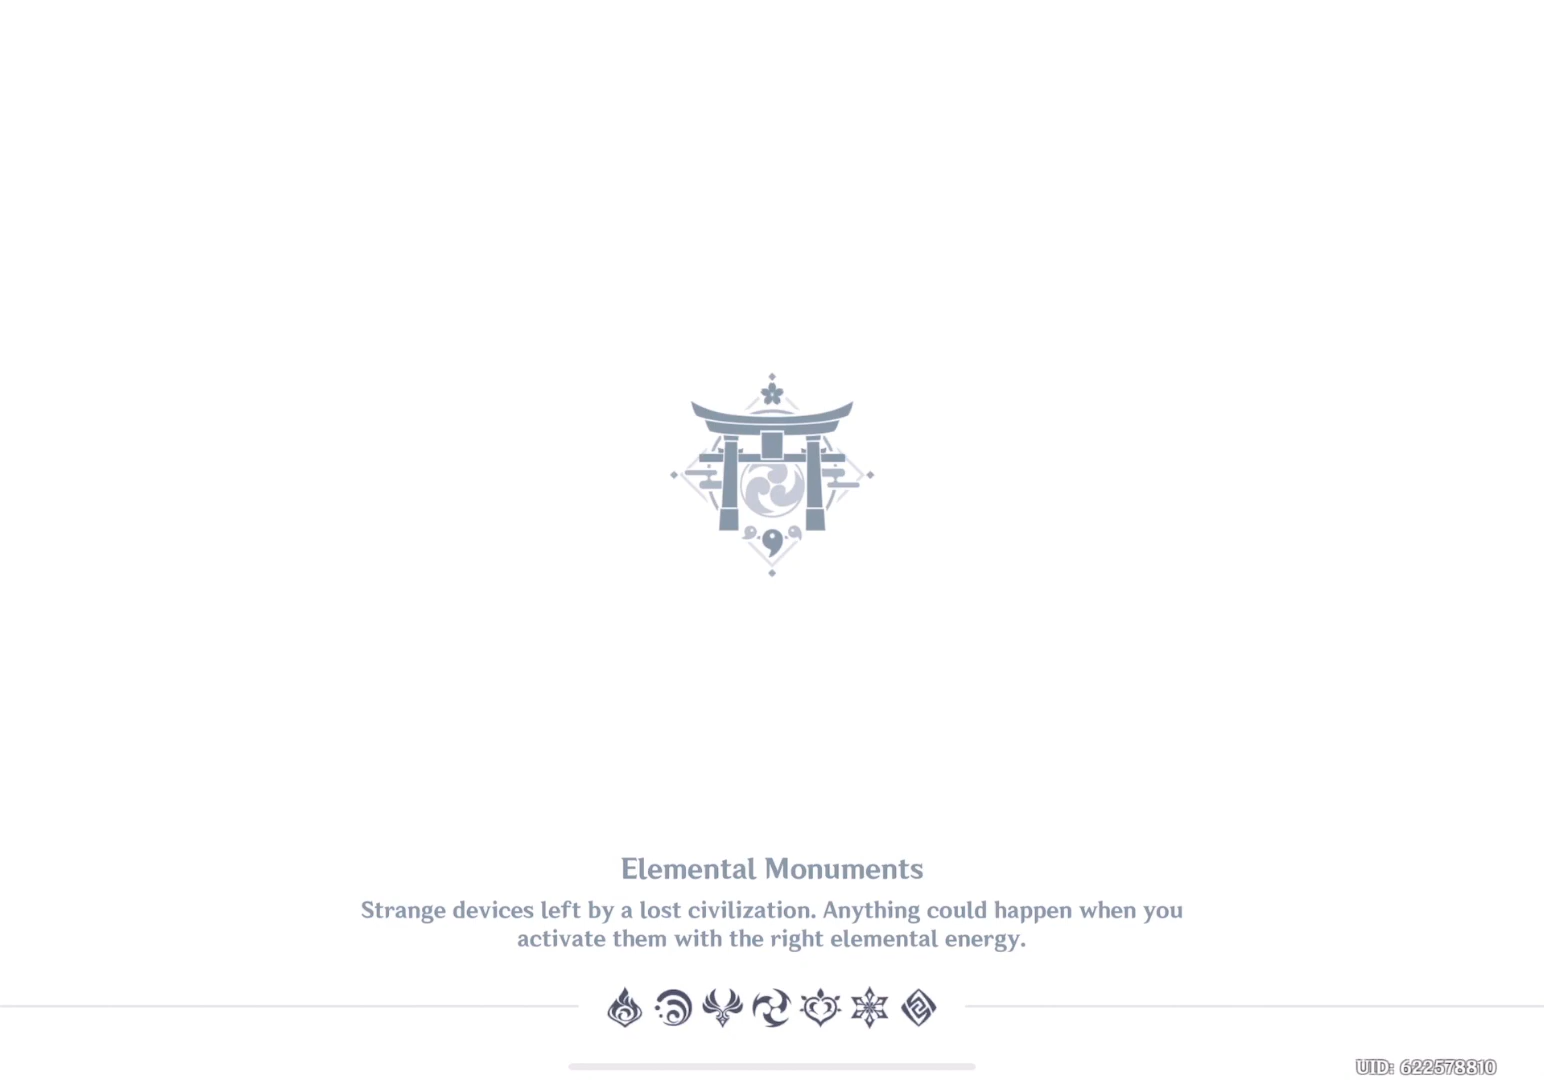 Elemental Monuments
Strange devices left by a lost civilization. Anything could happen when you
activate them with the right elemental energy.
UID: 622578810